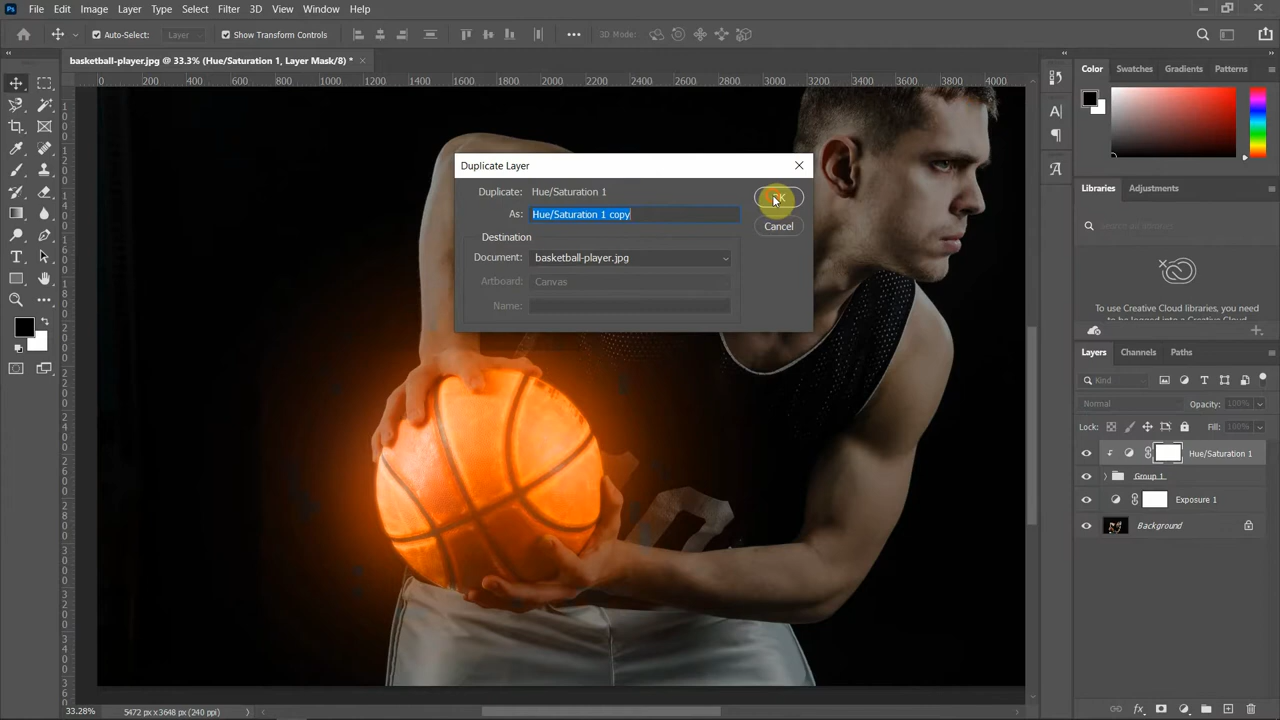 Ps File Edit Image Layer Type Select Filter 3D View Window Help
Auto-Select: Layer Show Transform Controls 3D Mode:
basketball-player.jpg @ 33.3% (Hue/Saturation 1, Layer Mask/8) *
0 200 400 600 800 1000 1200 1400 1600 1800 2000 2200 2400 2600 2800 3000 3200 3400 3600 3800 4000
Color Swatches Gradients Patterns
Duplicate Layer
Duplicate: Hue/Saturation 1
OK
As: Hue/Saturation 1 copy
Cancel
Destination
Document: basketball-player.jpg
Artboard: Canvas
Name:
Libraries Adjustments
To use Creative Cloud Libraries, you
Layers Channels Paths
Kind
Normal Opacity: 100%
Lock: Fill: 100%
Hue/Saturation 1
Group 1
Exposure 1
Background
33.28% 5472 px x 3648 px (240 ppi)